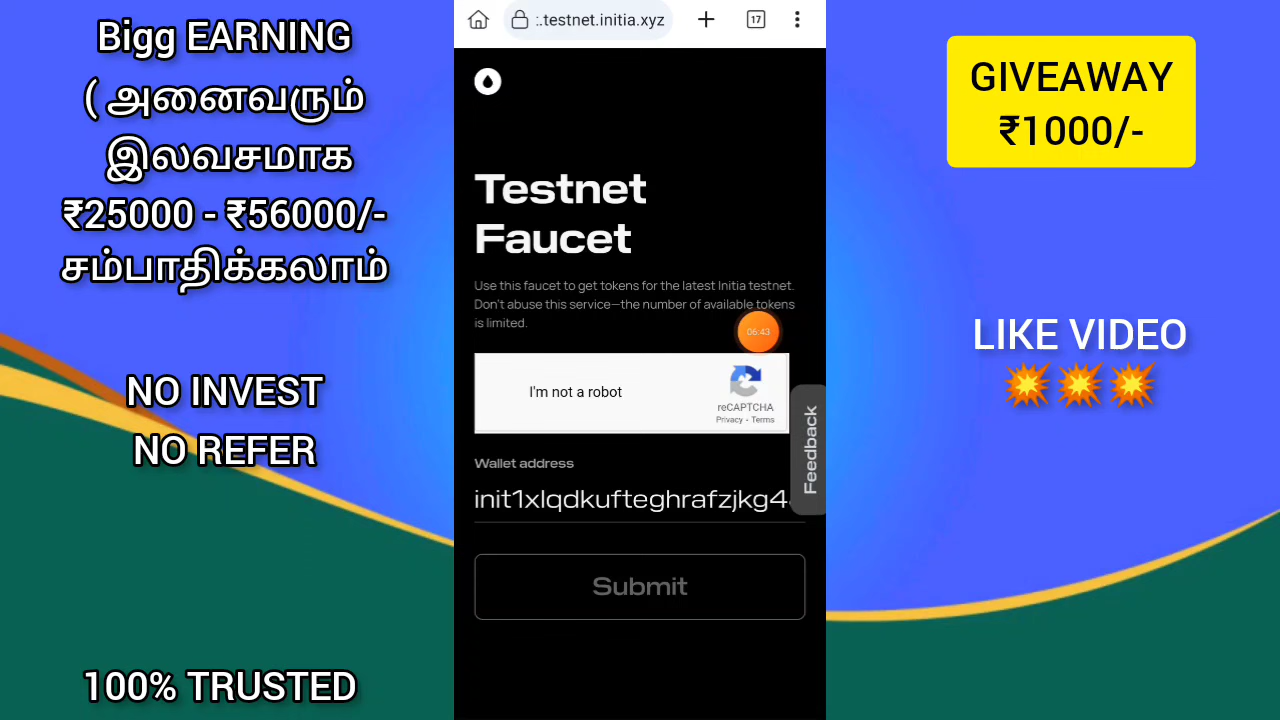 Bigg EARNING
( அனைவரும்
இலவசமாக
₹25000 - ₹56000/-
சம்பாதிக்கலாம்
NO INVEST
NO REFER
100% TRUSTED
:.testnet.initia.xyz
17
Testnet
Faucet
Use this faucet to get tokens for the latest Initia testnet.
Don't abuse this service—the number of available tokens
is limited.
06:43
I'm not a robot
reCAPTCHA
Privacy - Terms
Feedback
Wallet address
init1xlqdkufteghrafzjkg4
Submit
GIVEAWAY
₹1000/-
LIKE VIDEO
💥💥💥